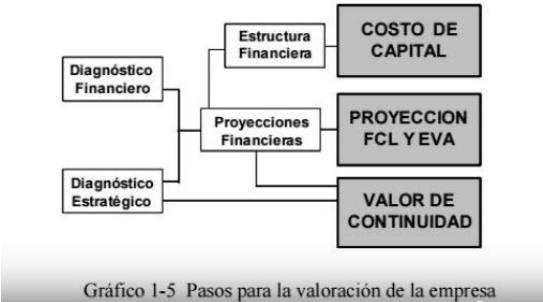 Estructura
Financiera
COSTO DE
CAPITAL
Diagnóstico
Financiero
Proyecciones
Financieras
PROYECCION
FCL Y EVA
Diagnóstico
Estratégico
VALOR DE
CONTINUIDAD
Gráfico 1-5 Pasos para la valoración de la empresa